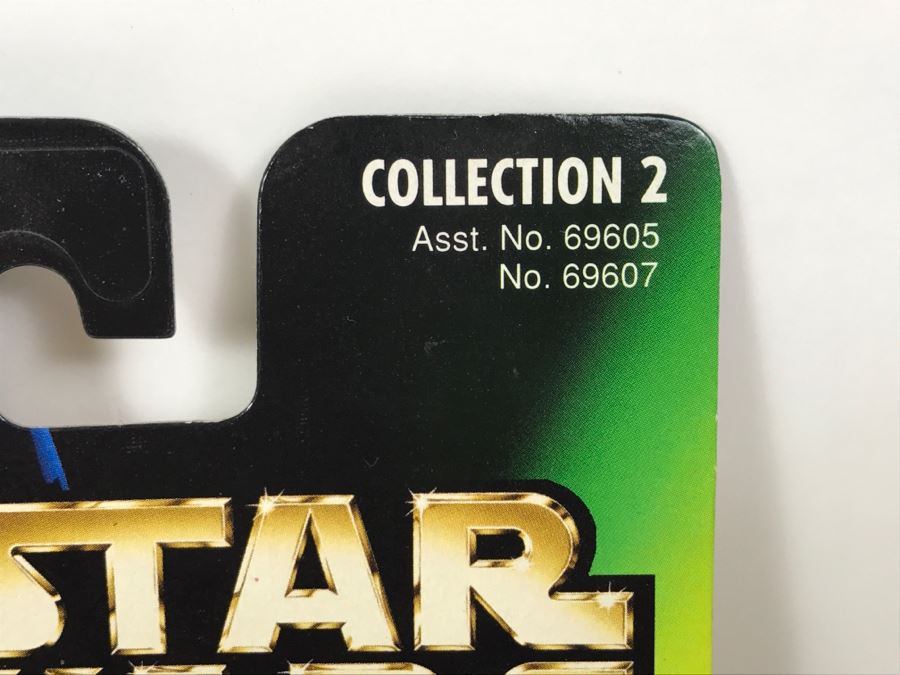 COLLECTION 2
Asst. No. 69605
No. 69607
STAR